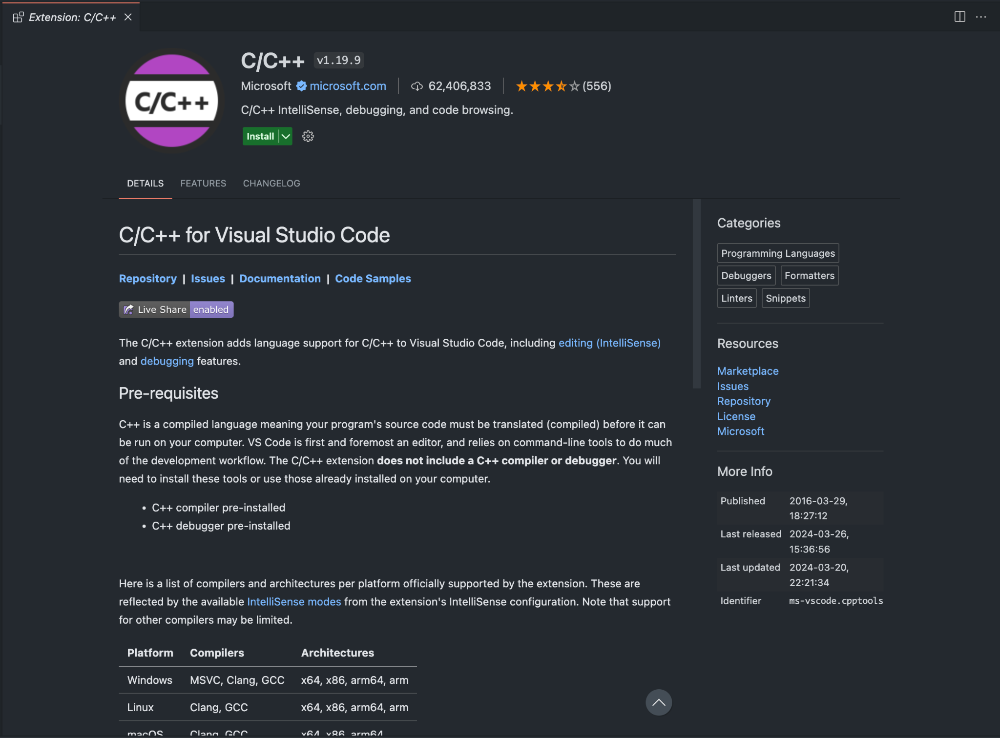 Extension: C/C++
C/C++
C/C++ v1.19.9
Microsoft microsoft.com 62,406,833 (556)
C/C++ IntelliSense, debugging, and code browsing.
Install
DETAILS FEATURES CHANGELOG
C/C++ for Visual Studio Code
Repository | Issues | Documentation | Code Samples
Live Share enabled
The C/C++ extension adds language support for C/C++ to Visual Studio Code, including editing (IntelliSense)
and debugging features.
Pre-requisites
C++ is a compiled language meaning your program's source code must be translated (compiled) before it can
be run on your computer. VS Code is first and foremost an editor, and relies on command-line tools to do much
of the development workflow. The C/C++ extension does not include a C++ compiler or debugger. You will
need to install these tools or use those already installed on your computer.
• C++ compiler pre-installed
• C++ debugger pre-installed
Here is a list of compilers and architectures per platform officially supported by the extension. These are
reflected by the available IntelliSense modes from the extension's IntelliSense configuration. Note that support
for other compilers may be limited.
Platform Compilers Architectures
Windows MSVC, Clang, GCC x64, x86, arm64, arm
Linux Clang, GCC x64, x86, arm64, arm
macOS Clang, GCC x64, x86, arm64
Categories
Programming Languages
Debuggers Formatters
Linters Snippets
Resources
Marketplace
Issues
Repository
License
Microsoft
More Info
Published 2016-03-29,
18:27:12
Last released 2024-03-26,
15:36:56
Last updated 2024-03-20,
22:21:34
Identifier ms-vscode.cpptools